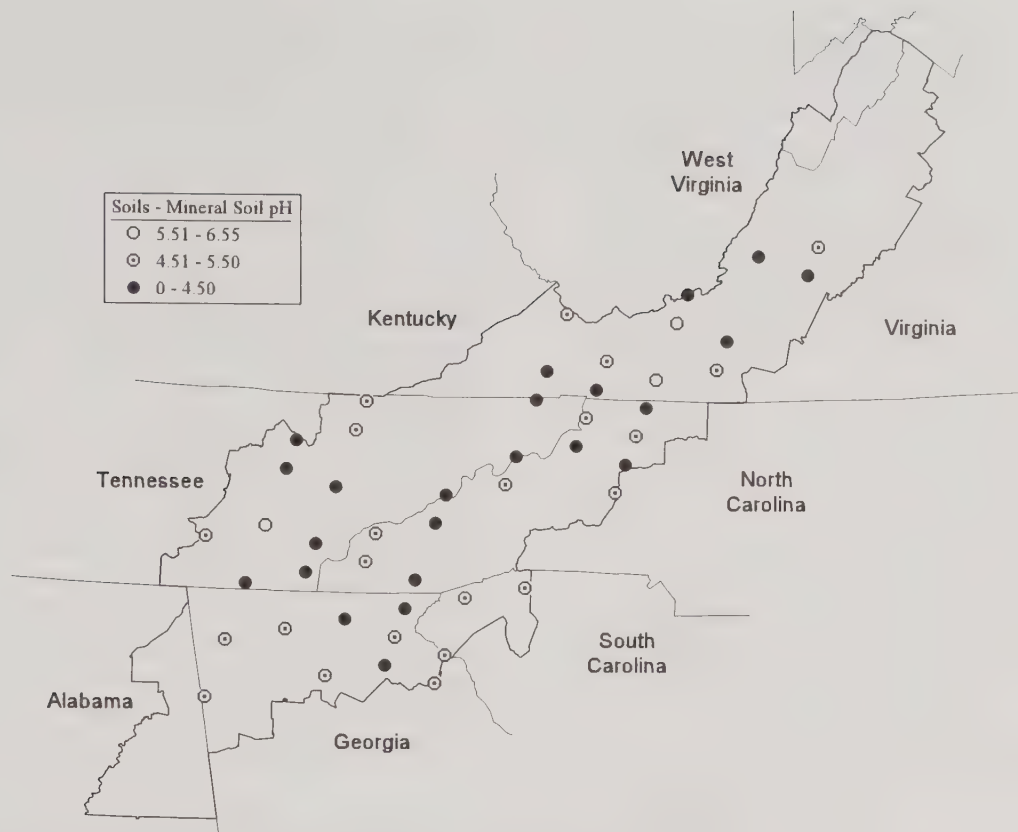 West
Virginia
Soils - Mineral Soil pH
5.51 - 6.55
4.51 - 5.50
0 - 4.50
Kentucky
Virginia
Tennessee
North
Carolina
South
Carolina
Alabama
Georgia